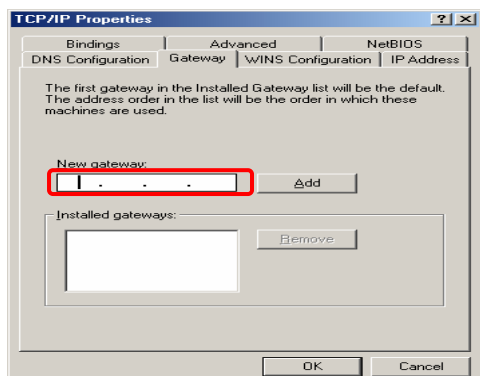 TCP/IP Properties
Bindings Advanced NetBIOS
DNS Configuration Gateway WINS Configuration IP Address
The first gateway in the Installed Gateway list will be the default.
The address order in the list will be the order in which these
machines are used.
New gateway:
. . .
Add
Installed gateways:
Remove
OK Cancel